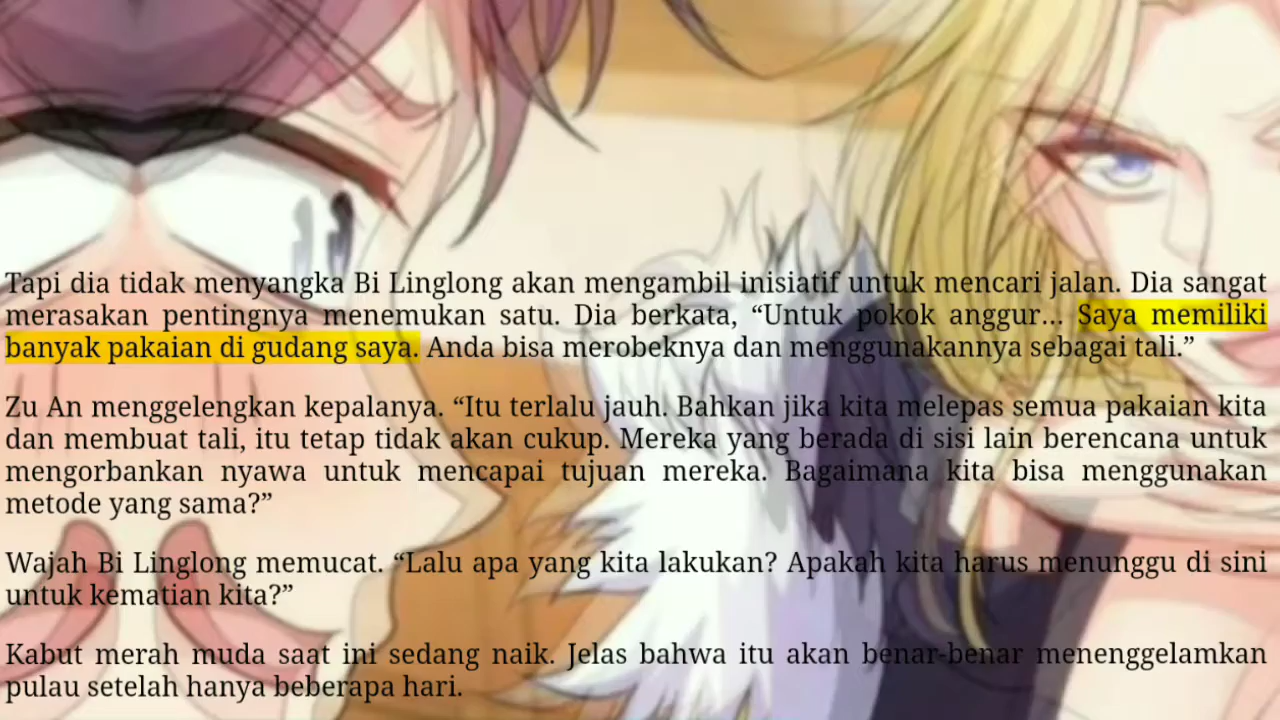 Tapi dia tidak menyangka Bi Linglong akan mengambil inisiatif untuk mencari jalan. Dia sangat
merasakan pentingnya menemukan satu. Dia berkata, “Untuk pokok anggur... Saya memiliki
banyak pakaian di gudang saya. Anda bisa merobeknya dan menggunakannya sebagai tali.”
Zu An menggelengkan kepalanya. “Itu terlalu jauh. Bahkan jika kita melepas semua pakaian kita
dan membuat tali, itu tetap tidak akan cukup. Mereka yang berada di sisi lain berencana untuk
mengorbankan nyawa untuk mencapai tujuan mereka. Bagaimana kita bisa menggunakan
metode yang sama?”
Wajah Bi Linglong memucat. “Lalu apa yang kita lakukan? Apakah kita harus menunggu di sini
untuk kematian kita?”
Kabut merah muda saat ini sedang naik. Jelas bahwa itu akan benar-benar menenggelamkan
pulau setelah hanya beberapa hari.